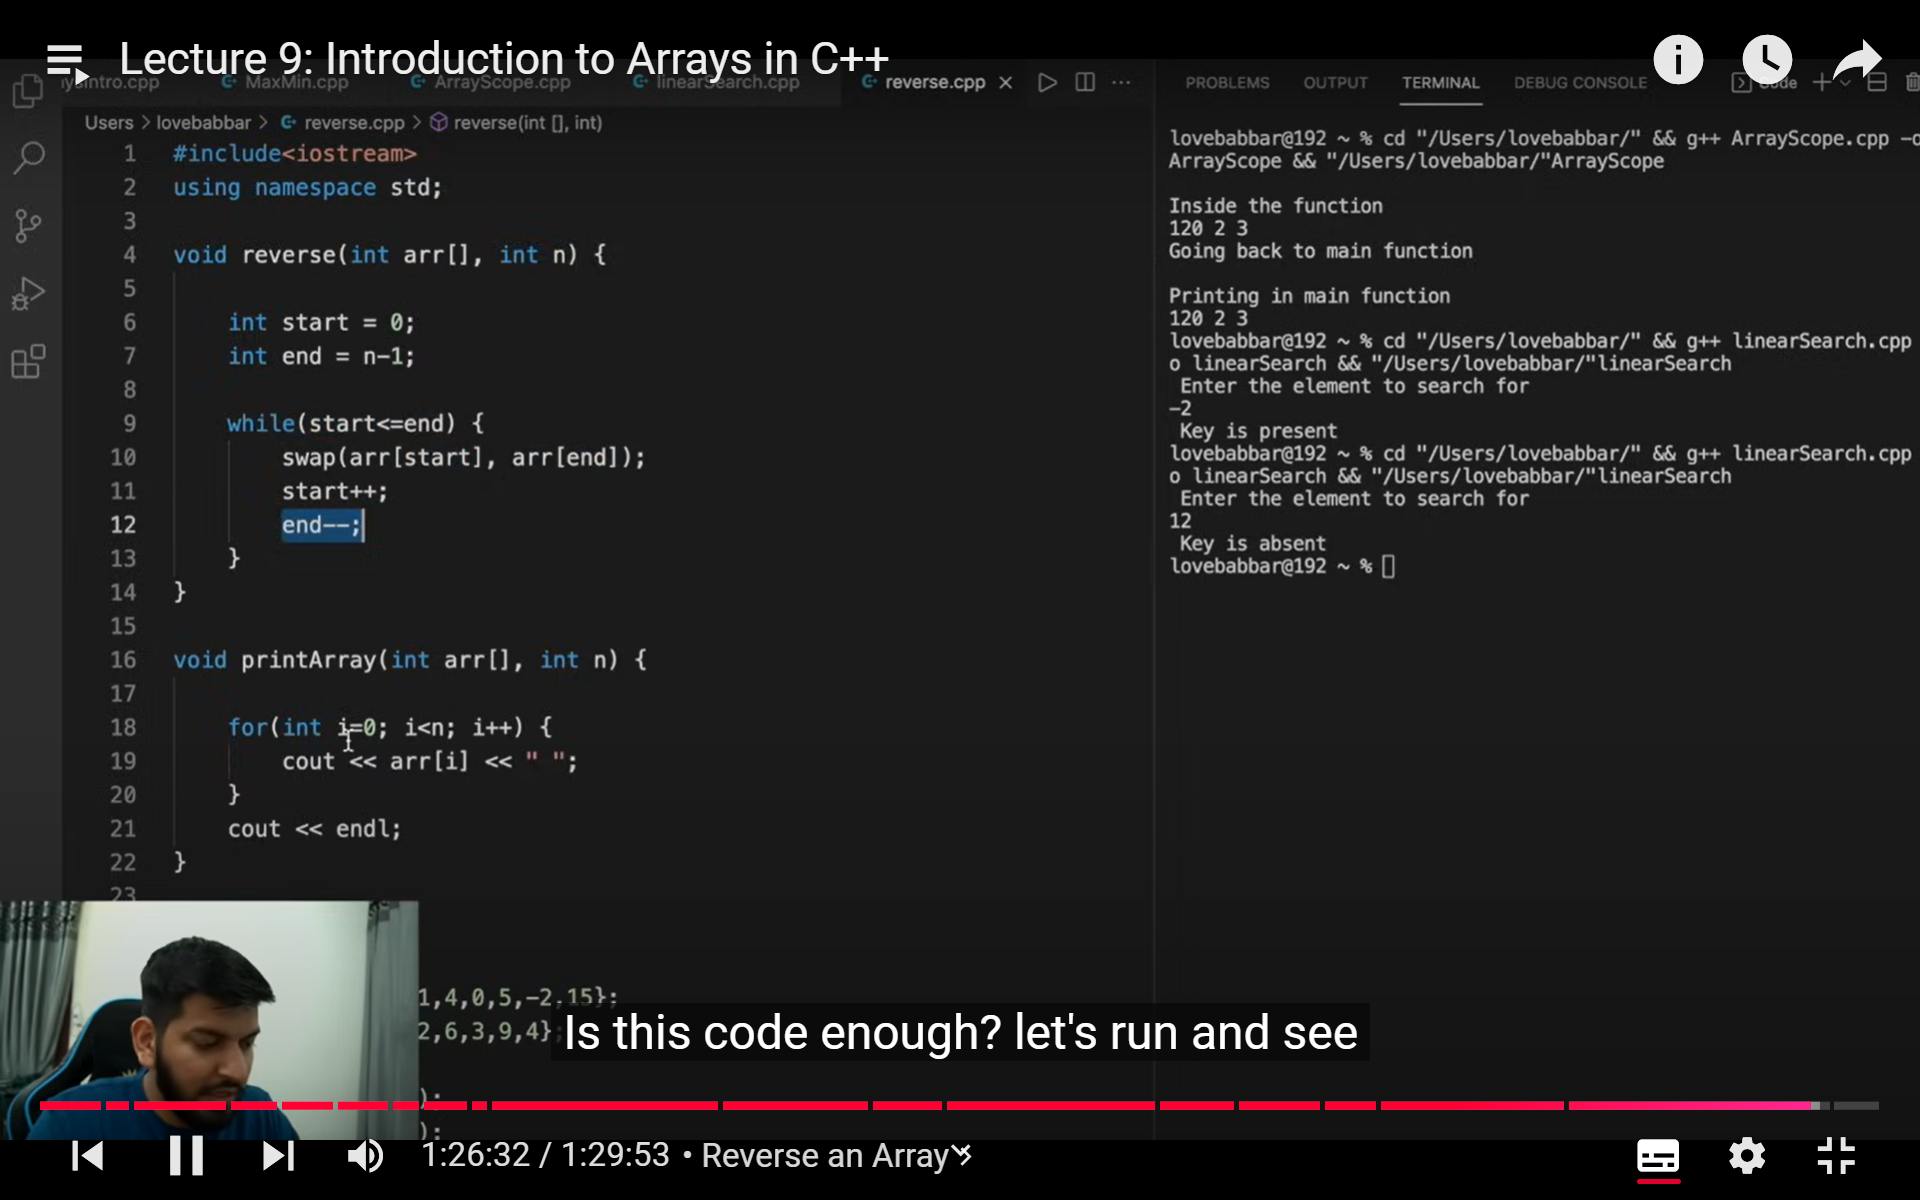 Lecture 9: Introduction to Arrays in C++
MaxMin.cpp
ArrayScope.cpp
linearSearch.cpp
reverse.cpp
PROBLEMS
OUTPUT
TERMINAL
DEBUG CONSOLE
Code
Users > lovebabbar > reverse.cpp > reverse(int [], int)
1 #include<iostream>
2 using namespace std;
3
4 void reverse(int arr[], int n) {
5
6 int start = 0;
7 int end = n-1;
8
9 while(start<=end) {
10 swap(arr[start], arr[end]);
11 start++;
12 end--;
13 }
14 }
15
16 void printArray(int arr[], int n) {
17
18 for(int i=0; i<n; i++) {
19 cout << arr[i] << " ";
20 }
21 cout << endl;
22 }
23
1,4,0,5,-2,15};
2,6,3,9,4};
);
);
lovebabbar@192 ~ % cd "/Users/lovebabbar/" && g++ ArrayScope.cpp -o
ArrayScope && "/Users/lovebabbar/"ArrayScope
Inside the function
120 2 3
Going back to main function
Printing in main function
120 2 3
lovebabbar@192 ~ % cd "/Users/lovebabbar/" && g++ linearSearch.cpp
o linearSearch && "/Users/lovebabbar/"linearSearch
Enter the element to search for
-2
Key is present
lovebabbar@192 ~ % cd "/Users/lovebabbar/" && g++ linearSearch.cpp
o linearSearch && "/Users/lovebabbar/"linearSearch
Enter the element to search for
12
Key is absent
lovebabbar@192 ~ %
Is this code enough? let's run and see
1:26:32 / 1:29:53 • Reverse an Array